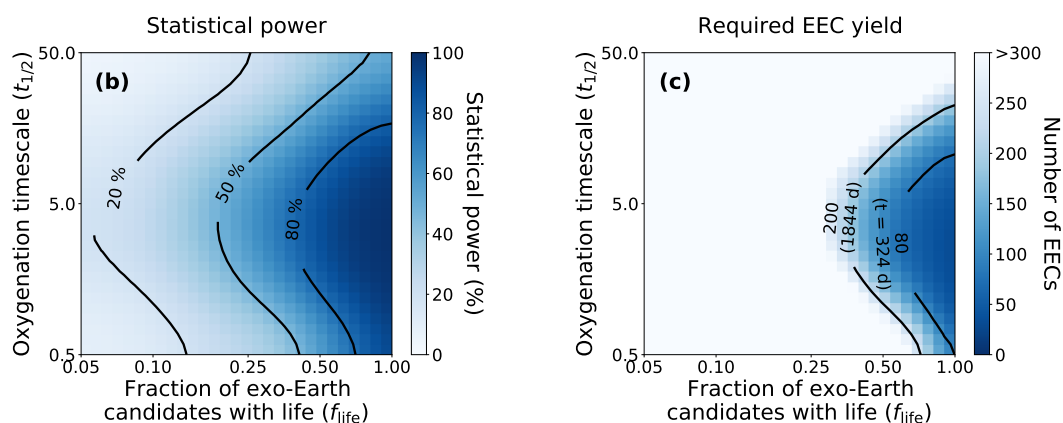 Statistical power
50.0
5.0
0.5
Oxygenation timescale (t1/2)
(b)
20 %
50 %
80 %
0.05
0.10
0.25
0.50
1.00
Fraction of exo-Earth
candidates with life (flife)
100
80
60
40
20
0
Statistical power (%)
Required EEC yield
50.0
5.0
0.5
Oxygenation timescale (t1/2)
(c)
200
(1844 d)
80
(t = 324 d)
0.05
0.10
0.25
0.50
1.00
Fraction of exo-Earth
candidates with life (flife)
>300
250
200
150
100
50
0
Number of EECs